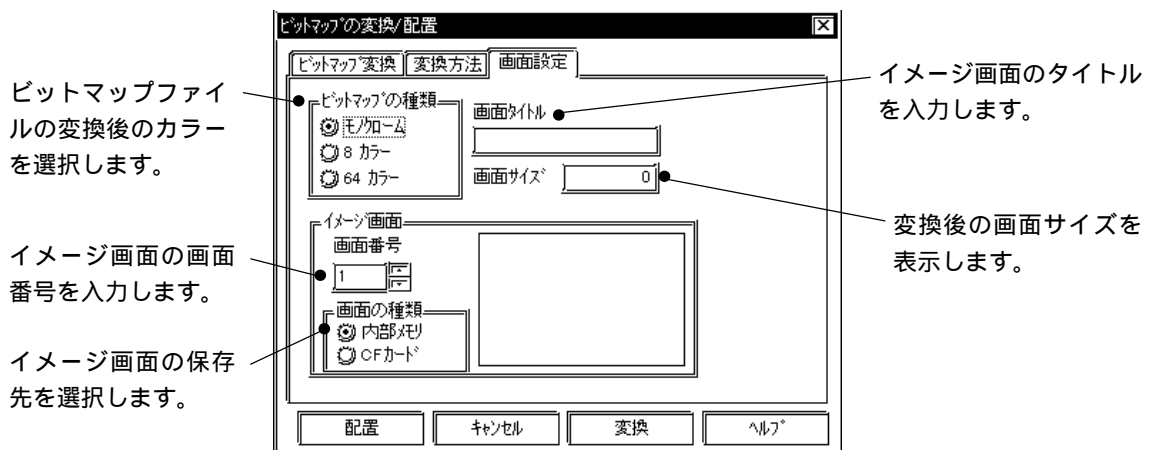 ビットマップの変換/配置
ビットマップ変換 変換方法 画面設定
ビットマップファイ
ルの変換後のカラー
を選択します。
ビットマップの種類
モノクローム
8 カラー
64 カラー
画面タイトル
イメージ画面のタイトル
を入力します。
画面サイズ 0
変換後の画面サイズを
表示します。
イメージ画面
画面番号
1
イメージ画面の画面
番号を入力します。
画面の種類
内部メモリ
CFカード
イメージ画面の保存
先を選択します。
配置 キャンセル 変換 ヘルプ